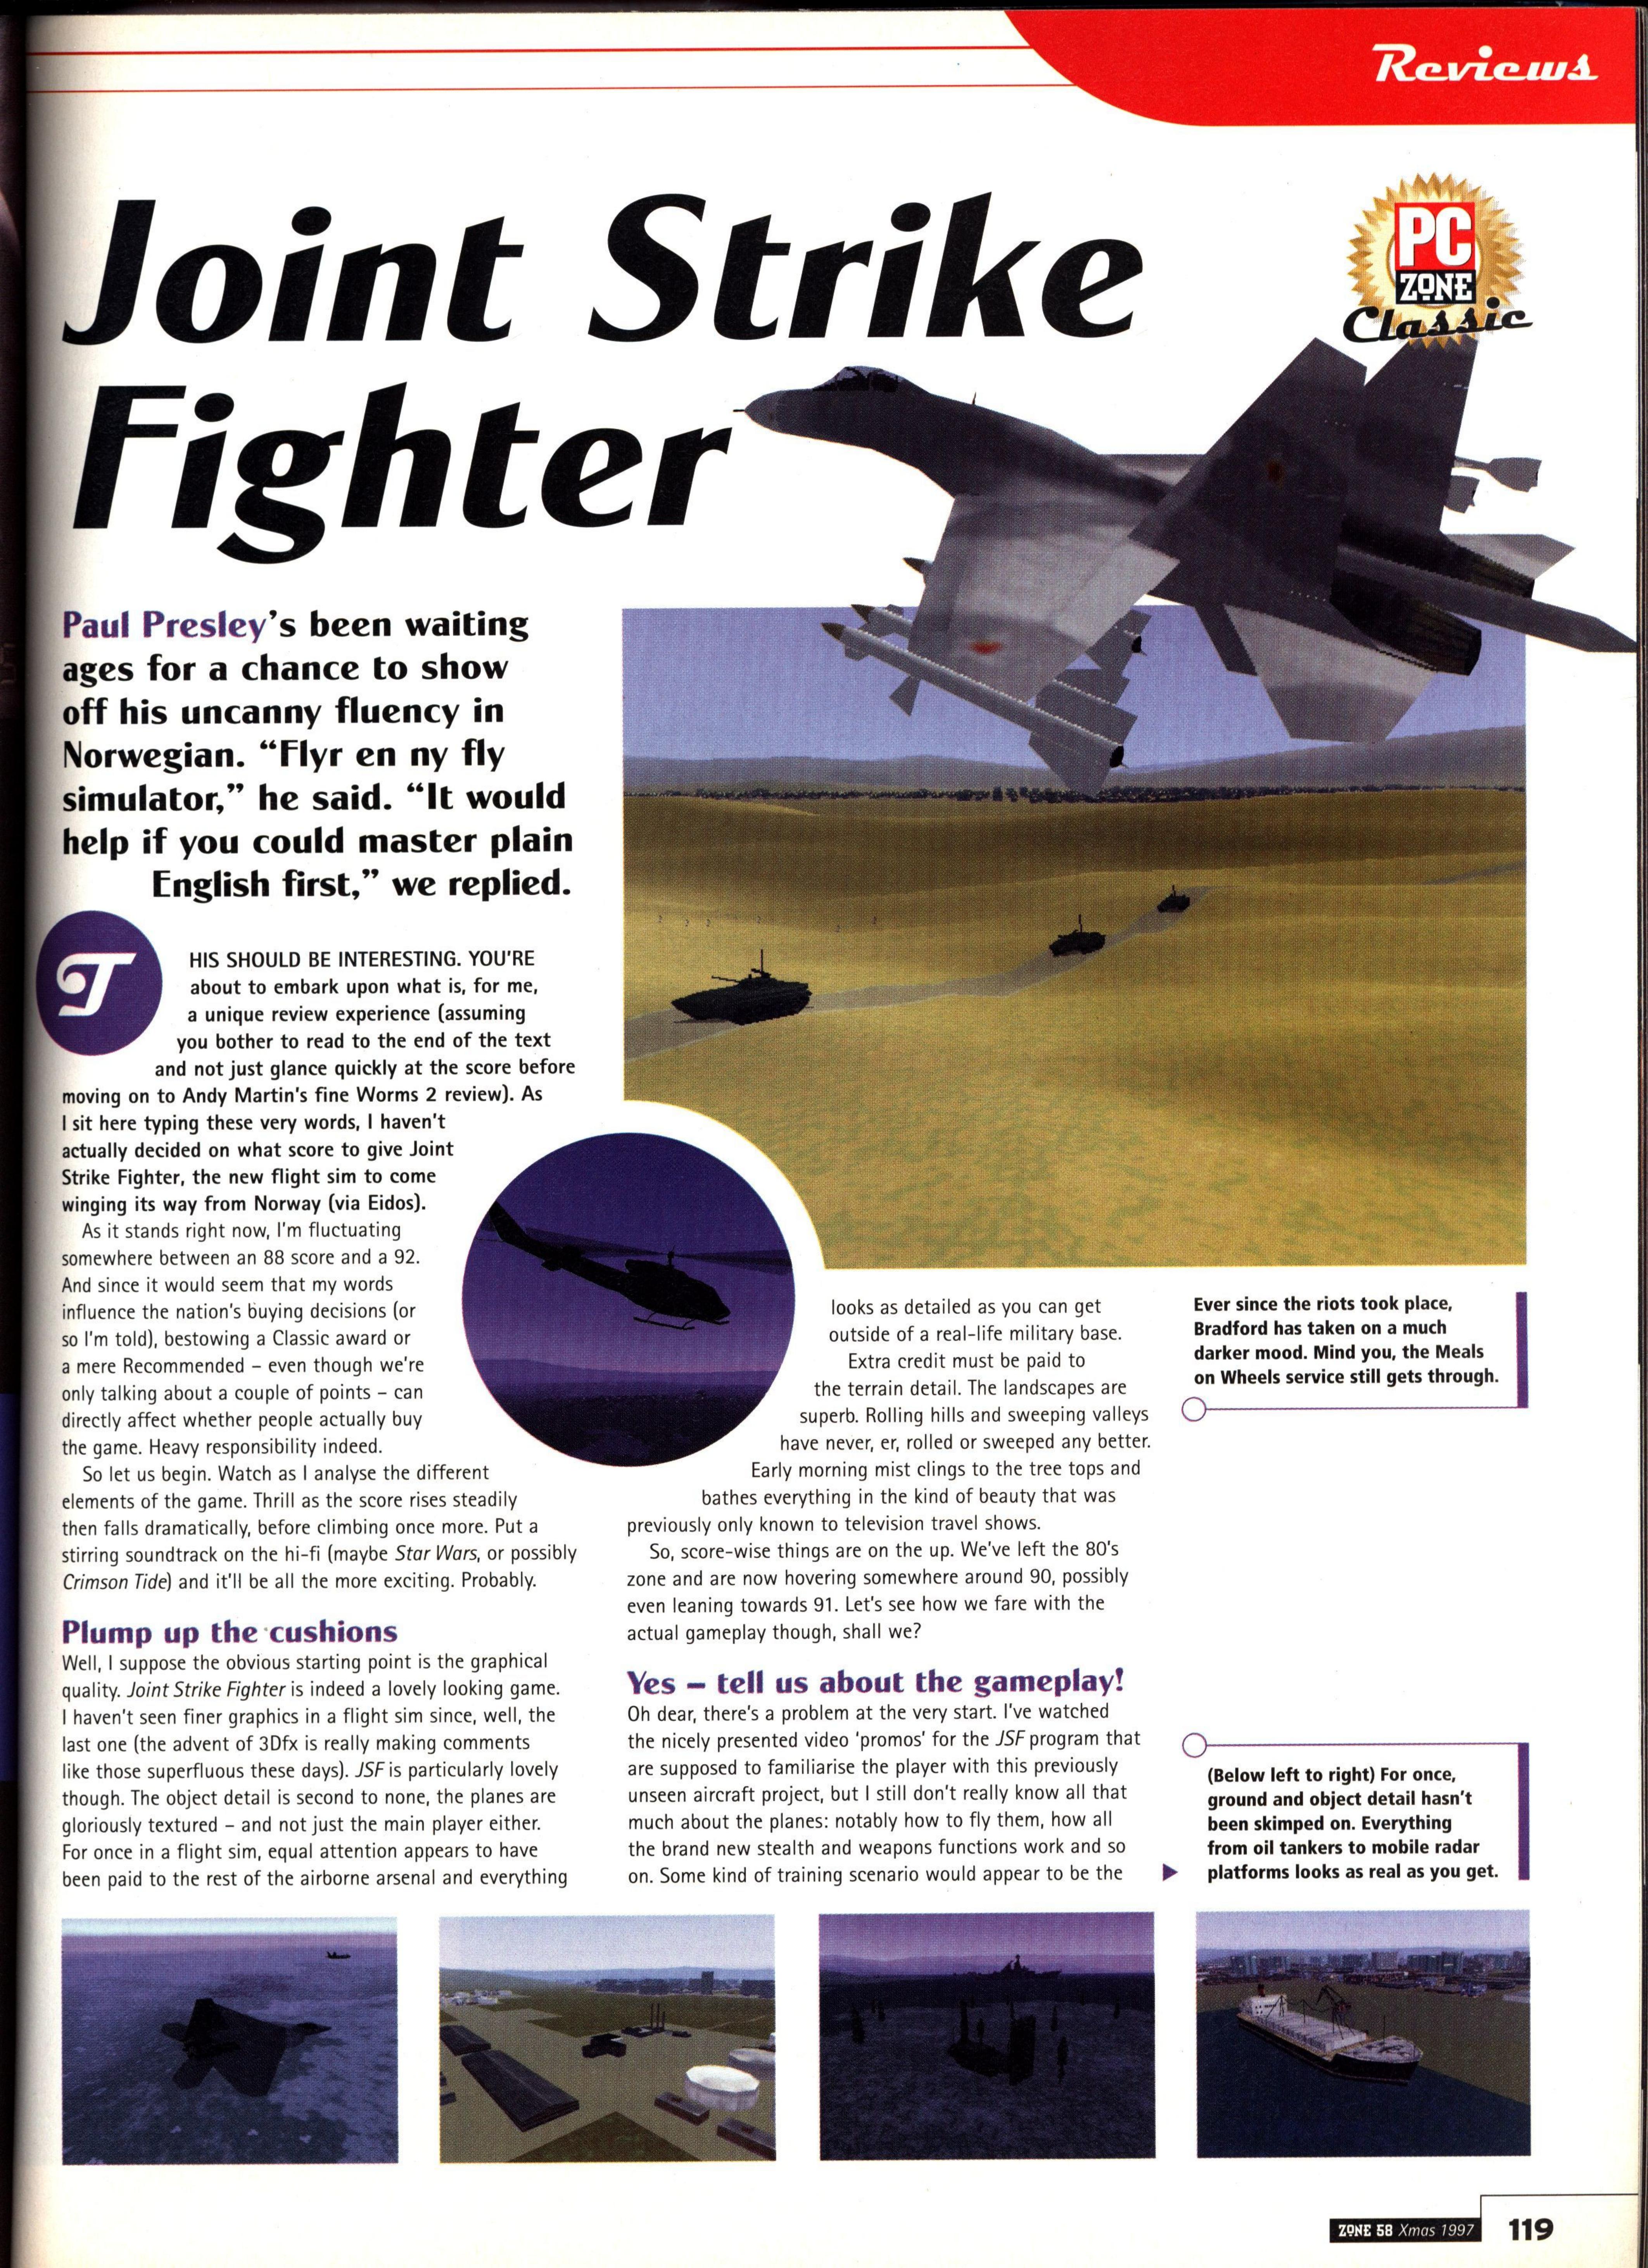 Reviews
Joint Strike
Fighter
PC
ZONE
Classic
Paul Presley's been waiting
ages for a chance to show
off his uncanny fluency in
Norwegian. “Flyr en ny fly
simulator,” he said. “It would
help if you could master plain
English first,” we replied.
THIS SHOULD BE INTERESTING. YOU'RE
about to embark upon what is, for me,
a unique review experience (assuming
you bother to read to the end of the text
and not just glance quickly at the score before
moving on to Andy Martin's fine Worms 2 review). As
I sit here typing these very words, I haven't
actually decided on what score to give Joint
Strike Fighter, the new flight sim to come
winging its way from Norway (via Eidos).
As it stands right now, I'm fluctuating
somewhere between an 88 score and a 92.
And since it would seem that my words
influence the nation's buying decisions (or
so I'm told), bestowing a Classic award or
a mere Recommended – even though we're
only talking about a couple of points – can
directly affect whether people actually buy
the game. Heavy responsibility indeed.
So let us begin. Watch as I analyse the different
elements of the game. Thrill as the score rises steadily
then falls dramatically, before climbing once more. Put a
stirring soundtrack on the hi-fi (maybe Star Wars, or possibly
Crimson Tide) and it'll be all the more exciting. Probably.
Plump up the cushions
Well, I suppose the obvious starting point is the graphical
quality. Joint Strike Fighter is indeed a lovely looking game.
I haven't seen finer graphics in a flight sim since, well, the
last one (the advent of 3Dfx is really making comments
like those superfluous these days). JSF is particularly lovely
though. The object detail is second to none, the planes are
gloriously textured – and not just the main player either.
For once in a flight sim, equal attention appears to have
been paid to the rest of the airborne arsenal and everything
looks as detailed as you can get
outside of a real-life military base.
Extra credit must be paid to
the terrain detail. The landscapes are
superb. Rolling hills and sweeping valleys
have never, er, rolled or sweeped any better.
Early morning mist clings to the tree tops and
bathes everything in the kind of beauty that was
previously only known to television travel shows.
So, score-wise things are on the up. We've left the 80's
zone and are now hovering somewhere around 90, possibly
even leaning towards 91. Let's see how we fare with the
actual gameplay though, shall we?
Yes – tell us about the gameplay!
Oh dear, there's a problem at the very start. I've watched
the nicely presented video 'promos' for the JSF program that
are supposed to familiarise the player with this previously
unseen aircraft project, but I still don't really know all that
much about the planes: notably how to fly them, how all
the brand new stealth and weapons functions work and so
on. Some kind of training scenario would appear to be the
Ever since the riots took place,
Bradford has taken on a much
darker mood. Mind you, the Meals
on Wheels service still gets through.
(Below left to right) For once,
ground and object detail hasn't
been skimped on. Everything
from oil tankers to mobile radar
platforms looks as real as you get.
ZONE 58 Xmas 1997 119